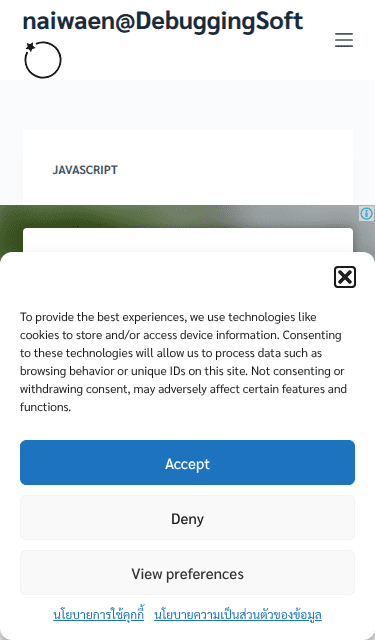 naiwaen@DebuggingSoft
JAVASCRIPT
To provide the best experiences, we use technologies like
cookies to store and/or access device information. Consenting
to these technologies will allow us to process data such as
browsing behavior or unique IDs on this site. Not consenting or
withdrawing consent, may adversely affect certain features and
functions.
Accept
Deny
View preferences
นโยบายการใช้คุกกี้ นโยบายความเป็นส่วนตัวของข้อมูล